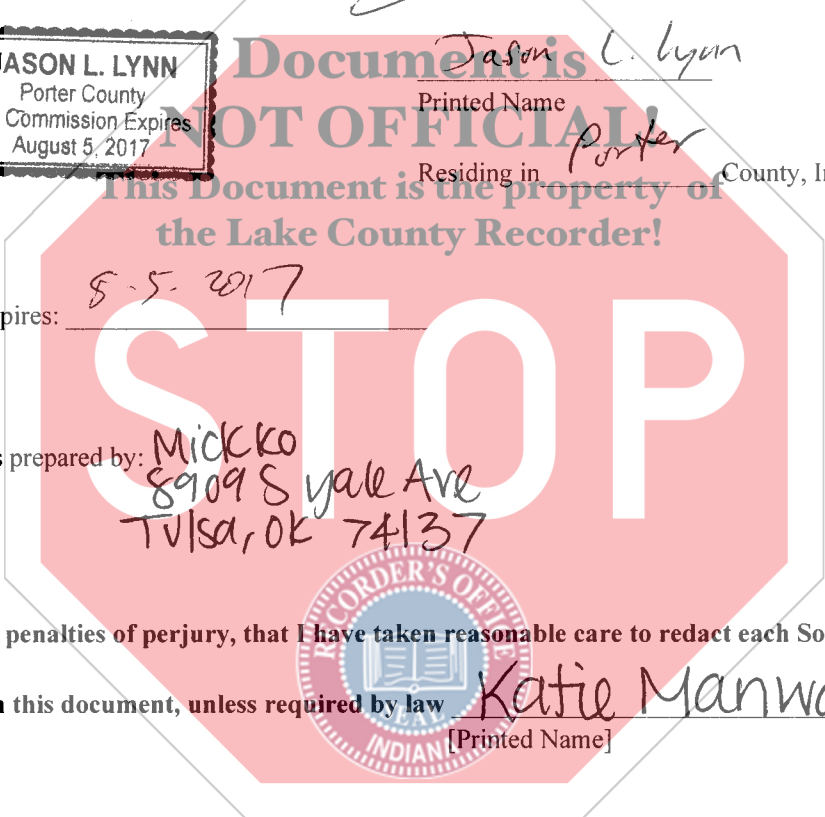 JASON L. LYNN
Porter County
Commission Expires
August 5, 2017
Document is
NOT OFFICIAL!
This Document is the property of
the Lake County Recorder!
Jason L. Lynn
Printed Name
Residing in Porter County, I
pires: 8-5-2017
STOP
s prepared by: Mickko
8909 S yale Ave
Tulsa, OK 74137
RECORDER'S OFFICE
SEAL
INDIANA
penalties of perjury, that I have taken reasonable care to redact each So
n this document, unless required by law Katie Manwa
[Printed Name]